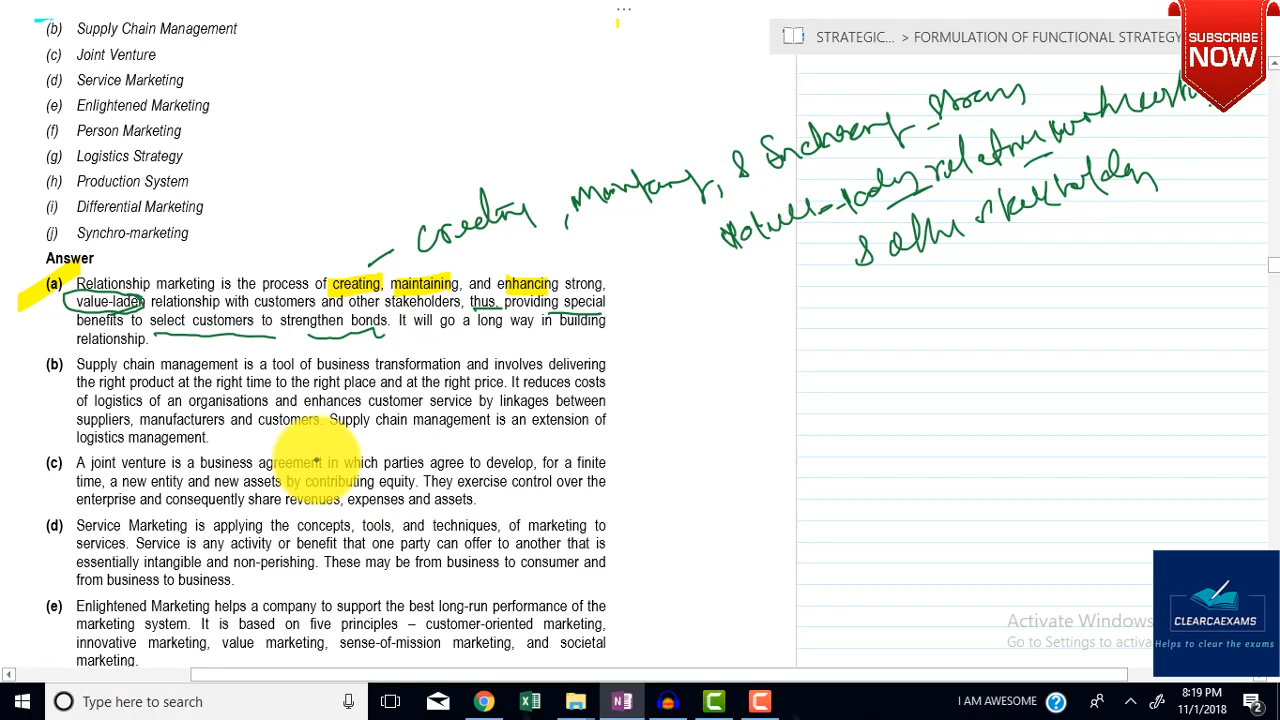 (b) Supply Chain Management
(c) Joint Venture
(d) Service Marketing
(e) Enlightened Marketing
(f) Person Marketing
(g) Logistics Strategy
(h) Production System
(i) Differential Marketing
(j) Synchro-marketing
Answer
(a) Relationship marketing is the process of creating, maintaining, and enhancing strong,
value-laden relationship with customers and other stakeholders, thus, providing special
benefits to select customers to strengthen bonds. It will go a long way in building
relationship.
(b) Supply chain management is a tool of business transformation and involves delivering
the right product at the right time to the right place and at the right price. It reduces costs
of logistics of an organisations and enhances customer service by linkages between
suppliers, manufacturers and customers. Supply chain management is an extension of
logistics management.
(c) A joint venture is a business agreement in which parties agree to develop, for a finite
time, a new entity and new assets by contributing equity. They exercise control over the
enterprise and consequently share revenues, expenses and assets.
(d) Service Marketing is applying the concepts, tools, and techniques, of marketing to
services. Service is any activity or benefit that one party can offer to another that is
essentially intangible and non-perishing. These may be from business to consumer and
from business to business.
(e) Enlightened Marketing helps a company to support the best long-run performance of the
marketing system. It is based on five principles – customer-oriented marketing,
innovative marketing, value marketing, sense-of-mission marketing, and societal
marketing.
STRATEGIC... > FORMULATION OF FUNCTIONAL STRATEGY
SUBSCRIBE
NOW
Creating
Activate Windows
Go to Settings to activa
CLEARCAEXAMS
Helps to clear the exams
Type here to search
I AM AWESOME
8:19 PM
11/1/2018
2